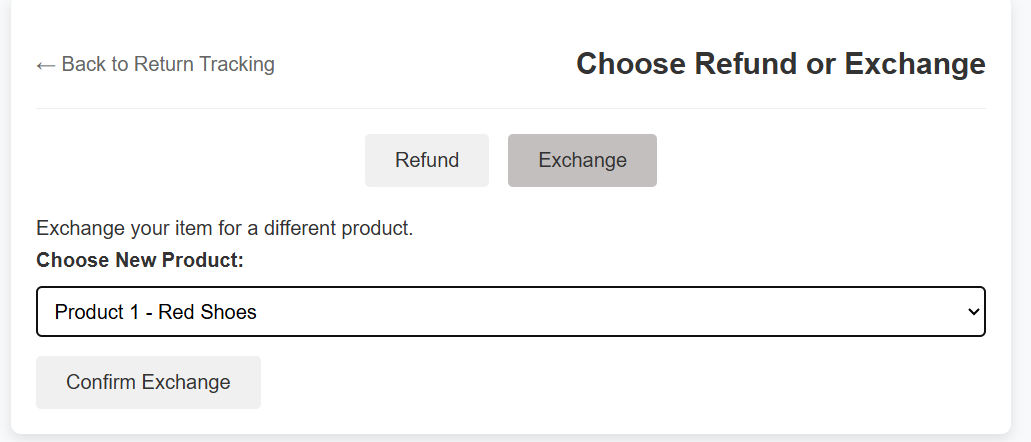 ← Back to Return Tracking
Choose Refund or Exchange
Refund
Exchange
Exchange your item for a different product.
Choose New Product:
Product 1 - Red Shoes
Confirm Exchange